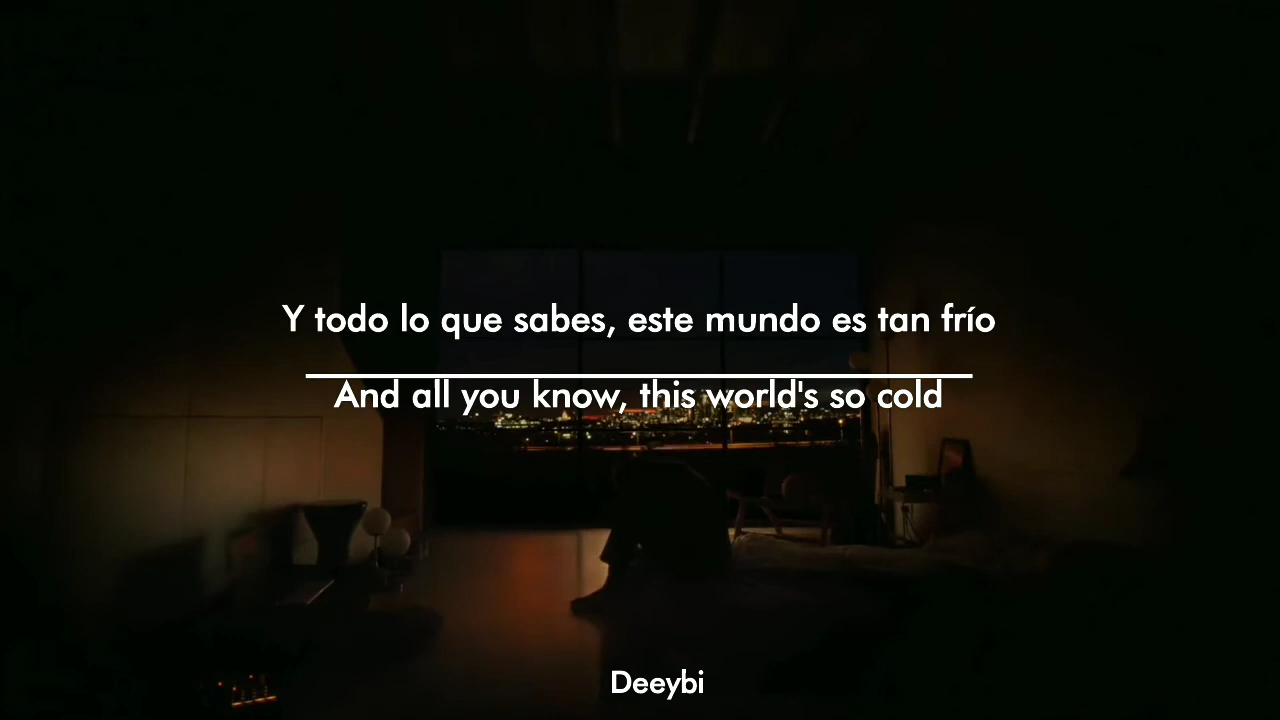 Y todo lo que sabes, este mundo es tan frío
And all you know, this world's so cold
Deeybi